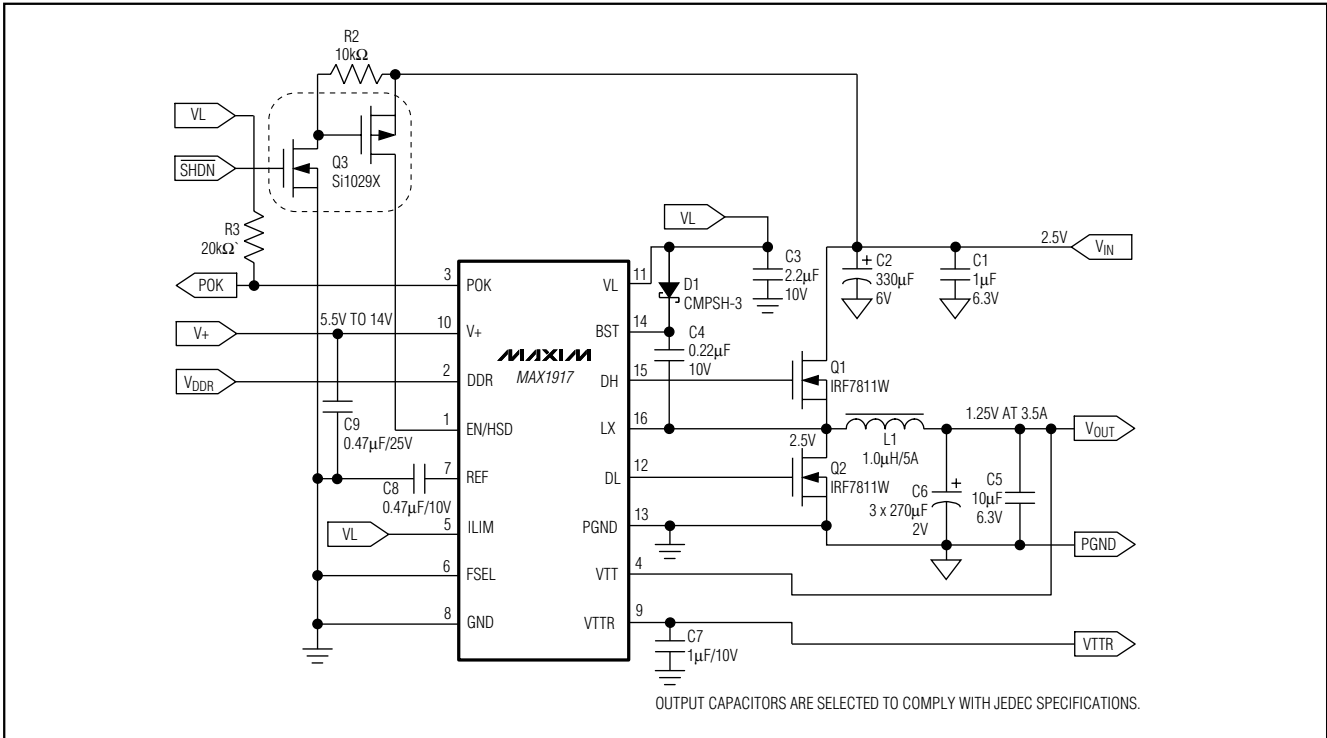 R2
10kΩ
VL
SHDN
Q3
Si1029X
R3
20kΩ`
POK
V+
5.5V TO 14V
VDDR
C9
0.47μF/25V
C8
0.47μF/10V
VL
3
10
2
1
7
5
6
8
POK
V+
DDR
EN/HSD
REF
ILIM
FSEL
GND
MAXIM
MAX1917
VL
BST
DH
LX
DL
PGND
VTT
VTTR
11
14
15
16
12
13
4
9
VL
D1
CMPSH-3
C3
2.2μF
10V
C4
0.22μF
10V
C2
330μF
6V
C1
1μF
6.3V
2.5V
VIN
Q1
IRF7811W
2.5V
L1
1.0μH/5A
1.25V AT 3.5A
VOUT
Q2
IRF7811W
C6
3 x 270μF
2V
C5
10μF
6.3V
PGND
C7
1μF/10V
VTTR
OUTPUT CAPACITORS ARE SELECTED TO COMPLY WITH JEDEC SPECIFICATIONS.